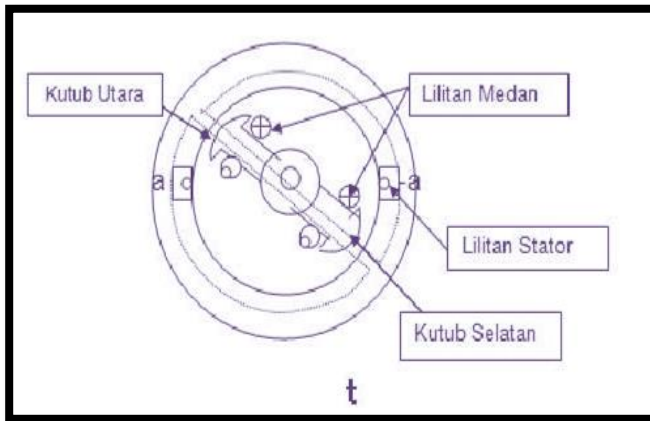 Kutub Utara
Lilitan Medan
a
-a
Lilitan Stator
Kutub Selatan
t